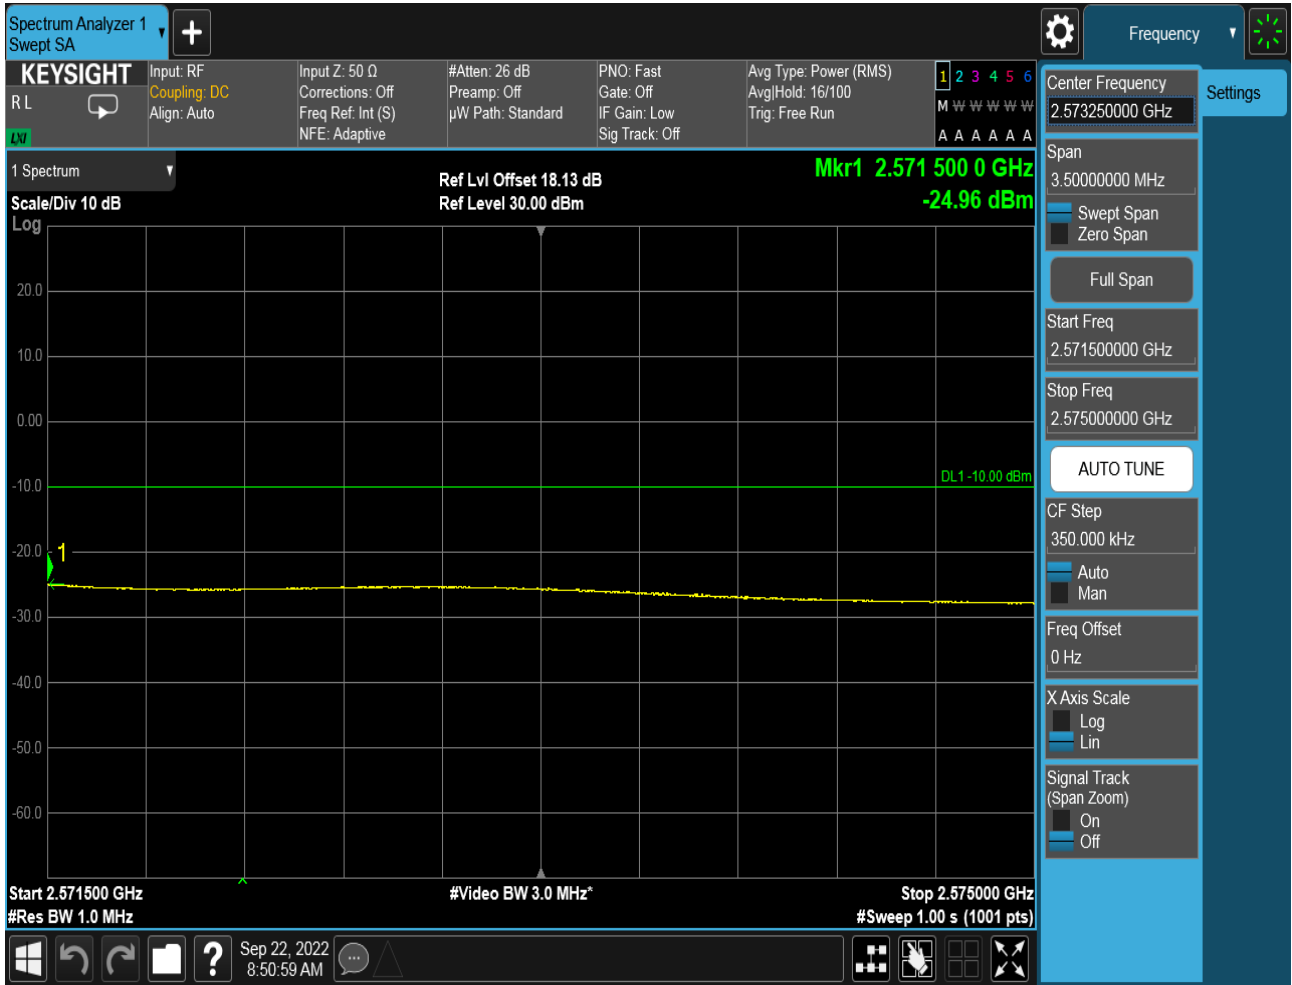 Spectrum Analyzer 1
Swept SA
Frequency
KEYSIGHT
R L
LXI
Input: RF
Coupling: DC
Align: Auto
Input Z: 50 Ω
Corrections: Off
Freq Ref: Int (S)
NFE: Adaptive
#Atten: 26 dB
Preamp: Off
µW Path: Standard
PNO: Fast
Gate: Off
IF Gain: Low
Sig Track: Off
Avg Type: Power (RMS)
Avg|Hold: 16/100
Trig: Free Run
1 2 3 4 5 6
M W W W W W
A A A A A A
1 Spectrum
Scale/Div 10 dB
Log
Ref Lvl Offset 18.13 dB
Ref Level 30.00 dBm
Mkr1 2.571 500 0 GHz
-24.96 dBm
20.0
10.0
0.00
-10.0
-20.0
-30.0
-40.0
-50.0
-60.0
DL1 -10.00 dBm
1
Start 2.571500 GHz
#Res BW 1.0 MHz
#Video BW 3.0 MHz*
Stop 2.575000 GHz
#Sweep 1.00 s (1001 pts)
Center Frequency
2.573250000 GHz
Settings
Span
3.50000000 MHz
Swept Span
Zero Span
Full Span
Start Freq
2.571500000 GHz
Stop Freq
2.575000000 GHz
AUTO TUNE
CF Step
350.000 kHz
Auto
Man
Freq Offset
0 Hz
X Axis Scale
Log
Lin
Signal Track
(Span Zoom)
On
Off
?
Sep 22, 2022
8:50:59 AM